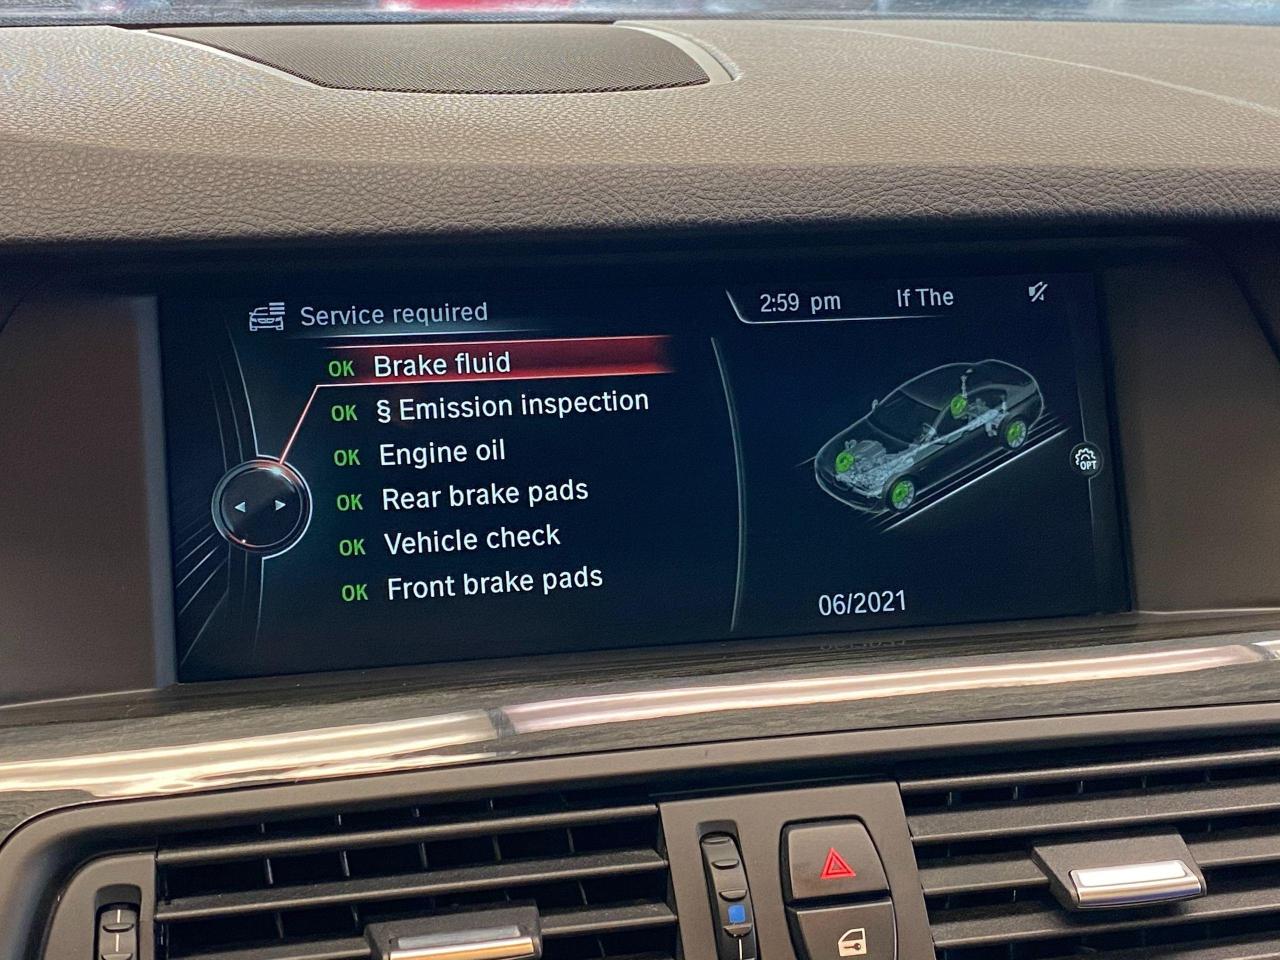 Service required
2:59 pm
If The
OK Brake fluid
OK § Emission inspection
OK Engine oil
OK Rear brake pads
OK Vehicle check
OK Front brake pads
OPT
06/2021